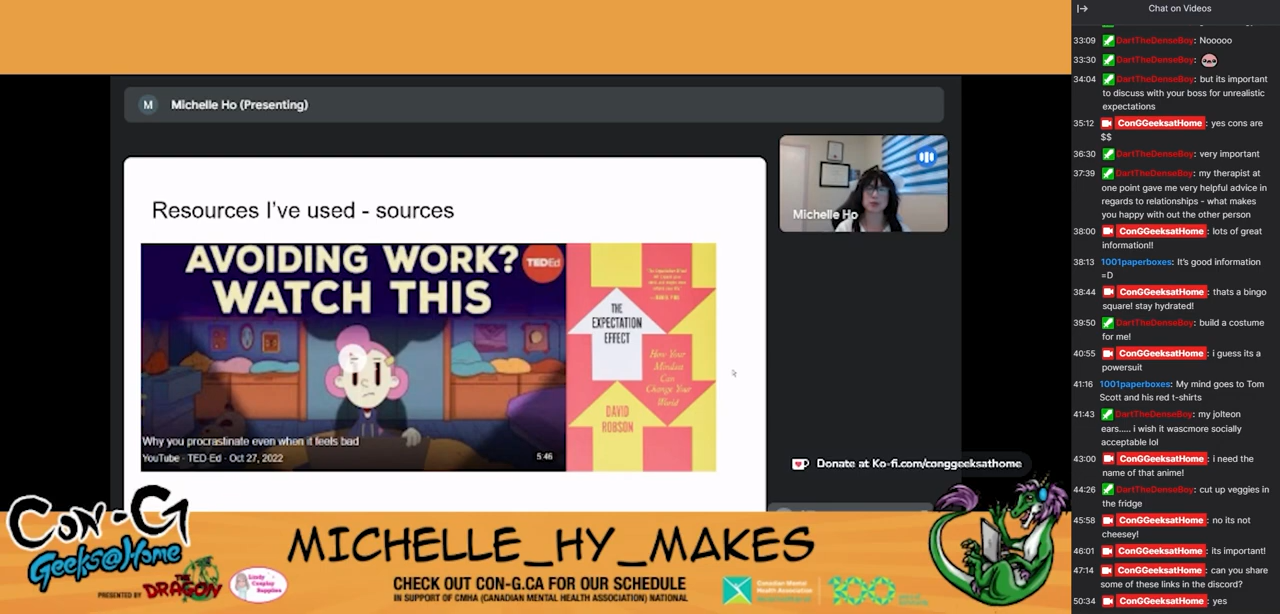 Michelle Ho (Presenting)
M
Resources I've used - sources
AVOIDING WORK?
WATCH THIS
TEDEd
Why you procrastinate even when it feels bad
YouTube · TED-Ed · Oct 27, 2022
5:46
THE
EXPECTATION
EFFECT
How Your
Mindset
Can
Change Your
World
DAVID
ROBSON
Michelle Ho
Donate at Ko-fi.com/conggeeksathome
CON-G
Geeks@Home
PRESENTED BY THE DRAGON
Lindy
Cosplay
Supplies
MICHELLE_HY_MAKES
CHECK OUT CON-G.CA FOR OUR SCHEDULE
IN SUPPORT OF CMHA (CANADIAN MENTAL HEALTH ASSOCIATION) NATIONAL
Canadian Mental
Health Association
100
Chat on Videos
33:09 DartTheDenseBoy: Nooooo
33:30 DartTheDenseBoy:
34:04 DartTheDenseBoy: but its important
to discuss with your boss for unrealistic
expectations
35:12 ConGGeeksatHome : yes cons are
$$
36:30 DartTheDenseBoy: very important
37:39 DartTheDenseBoy: my therapist at
one point gave me very helpful advice in
regards to relationships - what makes
you happy with out the other person
38:00 ConGGeeksatHome : lots of great
information!!
38:13 1001paperboxes: It's good information
=D
38:44 ConGGeeksatHome : thats a bingo
square! stay hydrated!
39:50 DartTheDenseBoy: build a costume
for me!
40:55 ConGGeeksatHome : i guess its a
powersuit
41:16 1001paperboxes: My mind goes to Tom
Scott and his red t-shirts
41:43 DartTheDenseBoy: my jolteon
ears..... i wish it wascmore socially
acceptable lol
43:00 ConGGeeksatHome : i need the
name of that anime!
44:26 DartTheDenseBoy: cut up veggies in
the fridge
45:58 ConGGeeksatHome : no its not
cheesey!
46:01 ConGGeeksatHome : its important!
47:14 ConGGeeksatHome : can you share
some of these links in the discord?
50:34 ConGGeeksatHome : yes